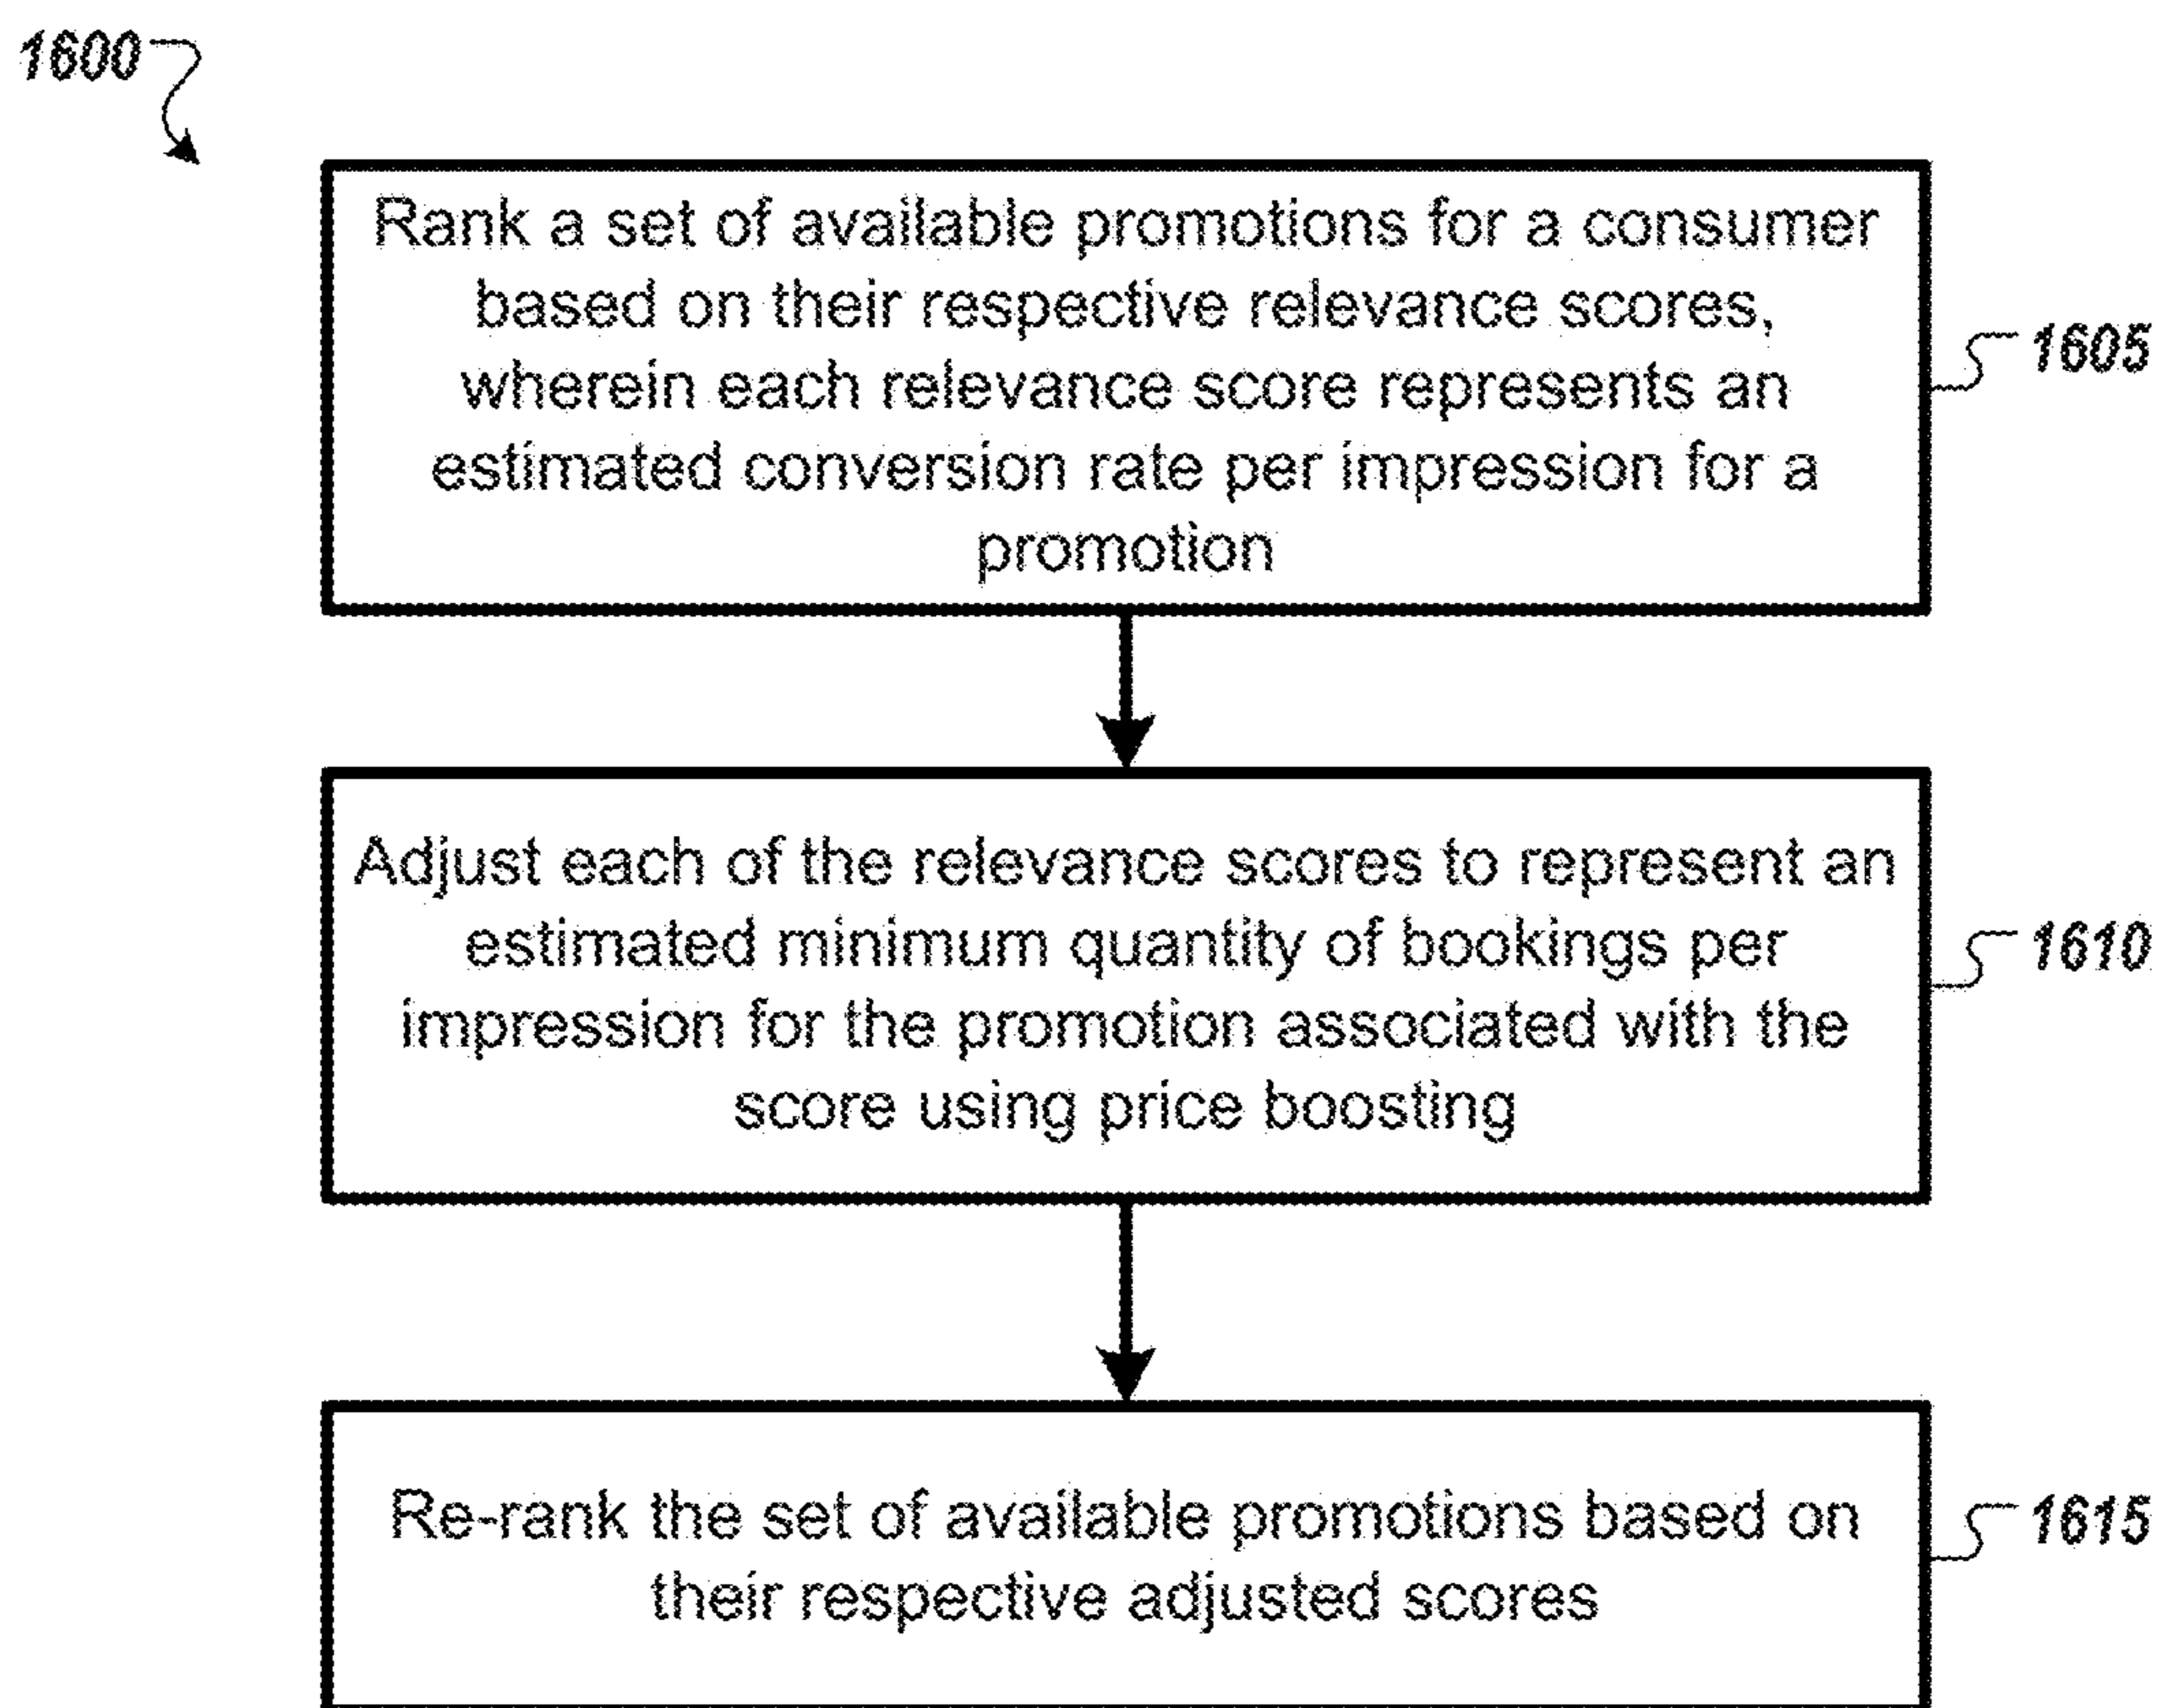 1600
Rank a set of available promotions for a consumer
based on their respective relevance scores,
wherein each relevance score represents an
estimated conversion rate per impression for a
promotion
1605
Adjust each of the relevance scores to represent an
estimated minimum quantity of bookings per
impression for the promotion associated with the
score using price boosting
1610
Re-rank the set of available promotions based on
their respective adjusted scores
1615